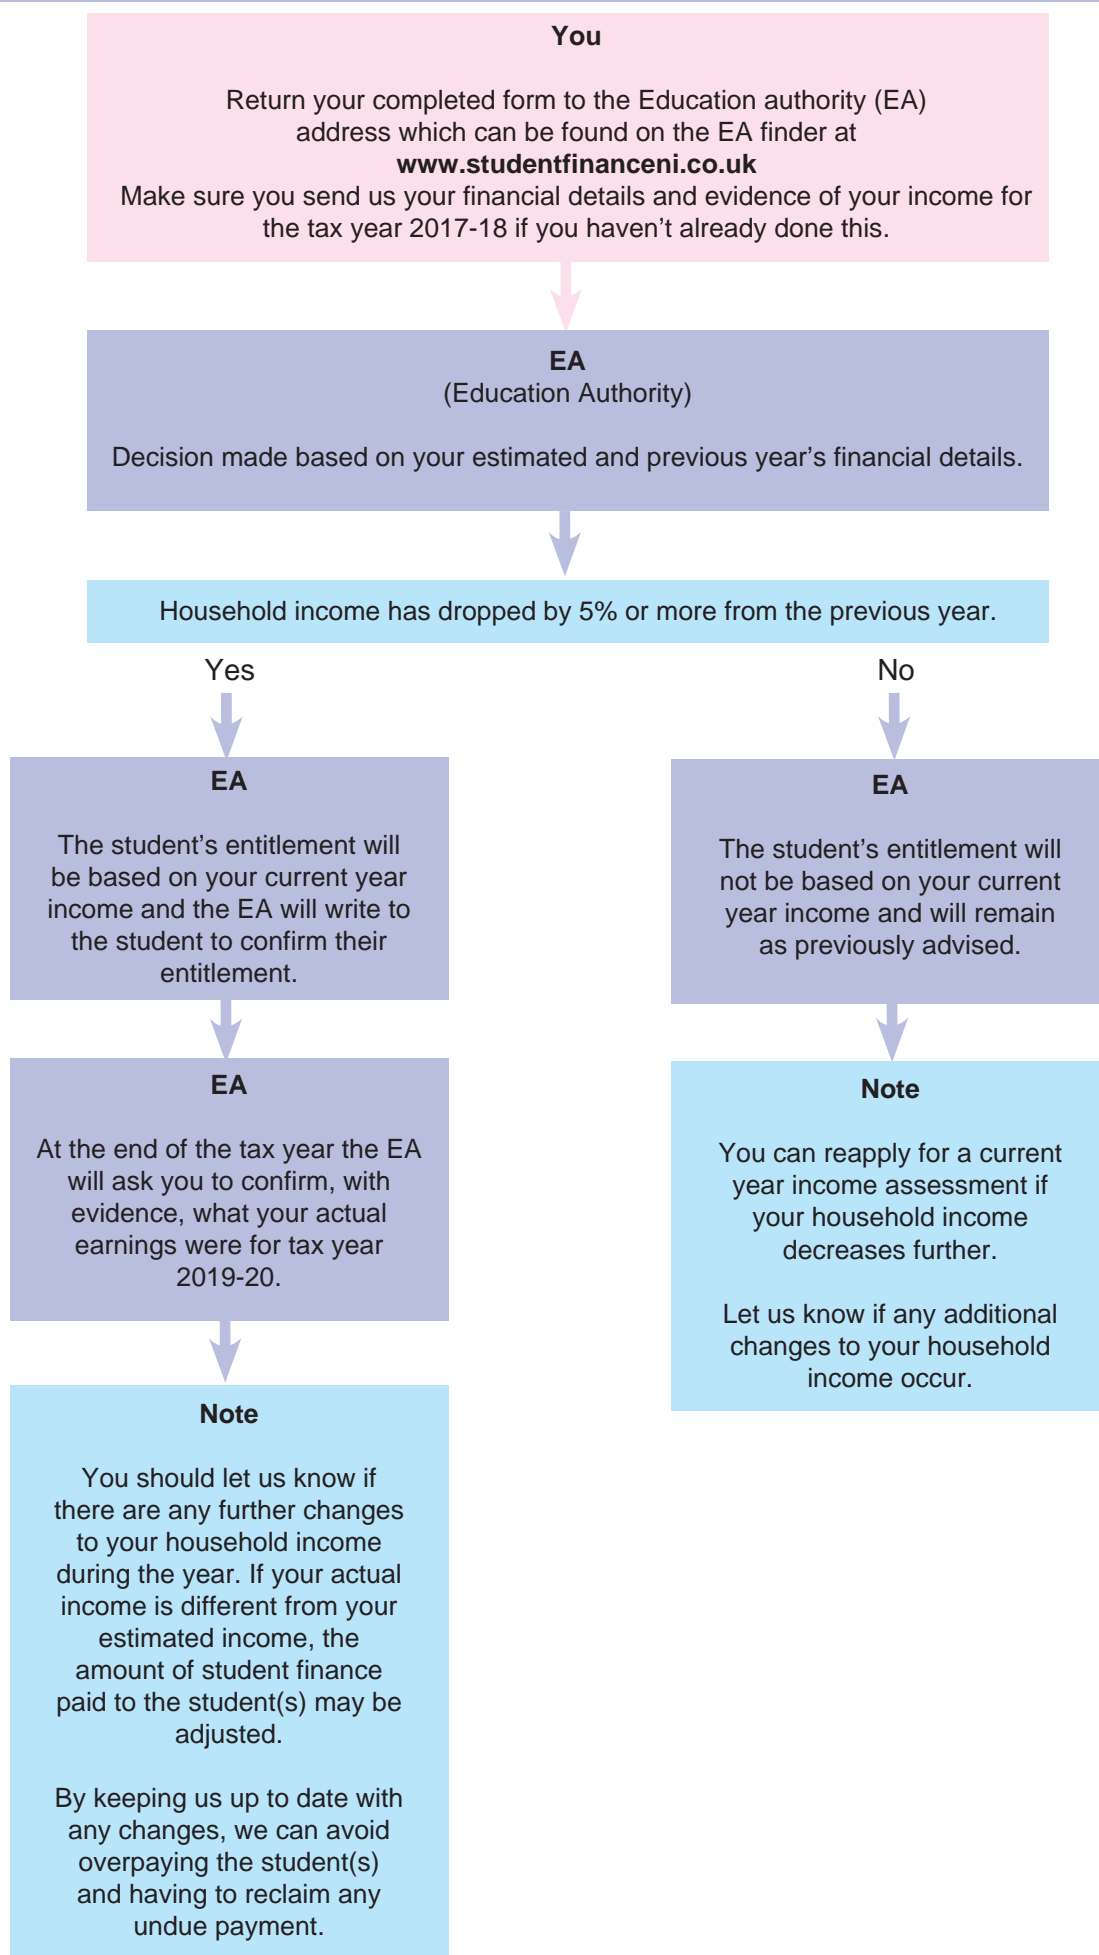 You
Return your completed form to the Education authority (EA)
address which can be found on the EA finder at
www.studentfinanceni.co.uk
Make sure you send us your financial details and evidence of your income for
the tax year 2017-18 if you haven’t already done this.
EA
(Education Authority)
Decision made based on your estimated and previous year’s financial details.
Household income has dropped by 5% or more from the previous year.
Yes
EA
The student’s entitlement will
be based on your current year
income and the EA will write to
the student to confirm their
entitlement.
EA
At the end of the tax year the EA
will ask you to confirm, with
evidence, what your actual
earnings were for tax year
2019-20.
Note
You should let us know if
there are any further changes
to your household income
during the year. If your actual
income is different from your
estimated income, the
amount of student finance
paid to the student(s) may be
adjusted.
By keeping us up to date with
any changes, we can avoid
overpaying the student(s)
and having to reclaim any
undue payment.
No
EA
The student’s entitlement will
not be based on your current
year income and will remain
as previously advised.
Note
You can reapply for a current
year income assessment if
your household income
decreases further.
Let us know if any additional
changes to your household
income occur.